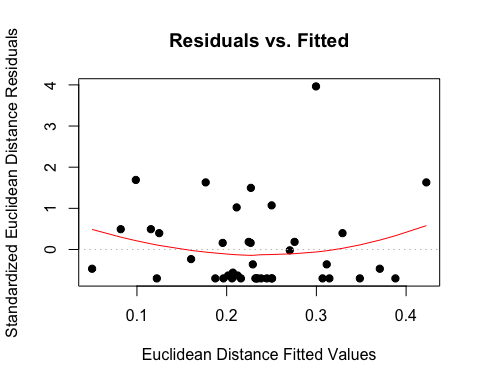 Residuals vs. Fitted
Standardized Euclidean Distance Residuals
4
3
2
1
0
0.1 0.2 0.3 0.4
Euclidean Distance Fitted Values